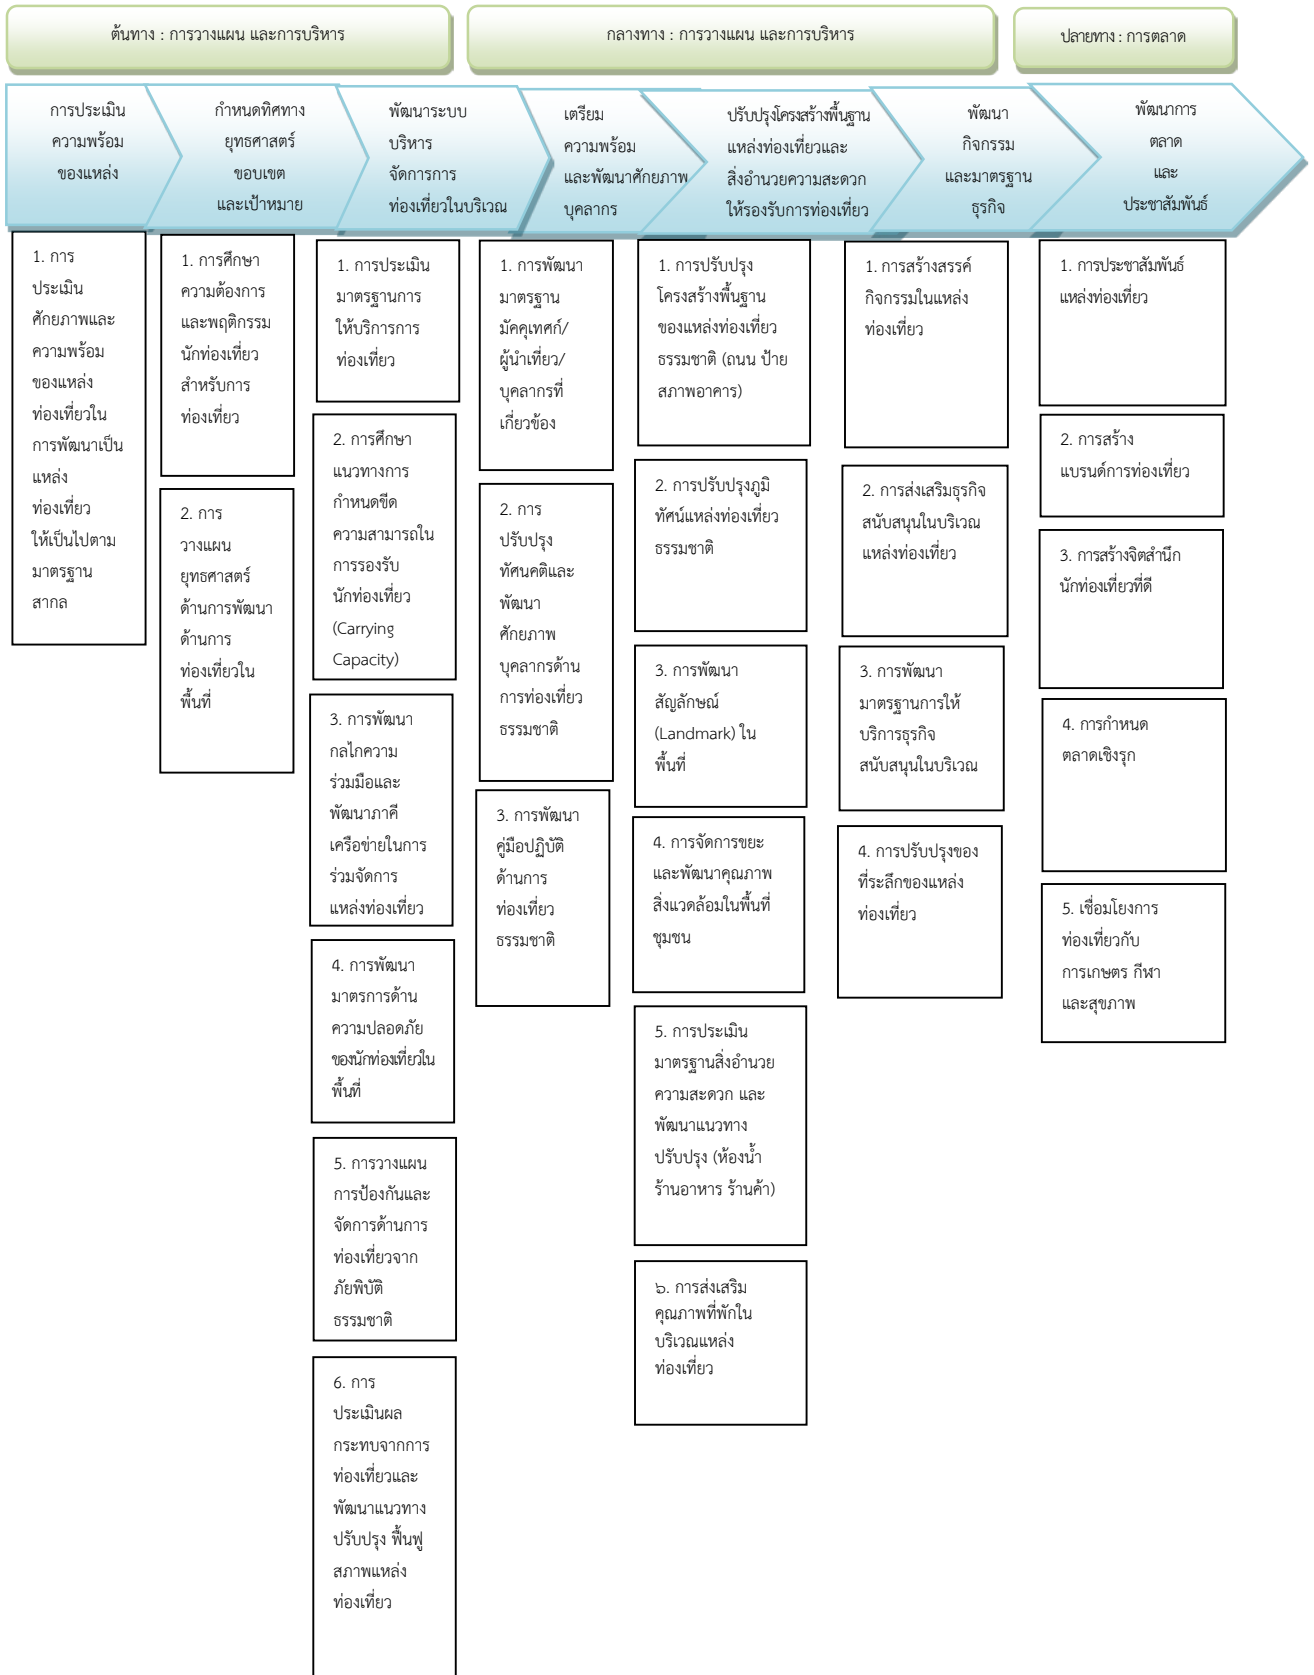 ต้นทาง : การวางแผน และการบริหาร
กลางทาง : การวางแผน และการบริหาร
ปลายทาง : การตลาด
การประเมิน
ความพร้อม
ของแหล่ง
กำหนดทิศทาง
ยุทธศาสตร์
ขอบเขต
และเป้าหมาย
พัฒนาระบบ
บริหาร
จัดการการ
ท่องเที่ยวในบริเวณ
เตรียม
ความพร้อม
และพัฒนาศักยภาพ
บุคลากร
ปรับปรุงโครงสร้างพื้นฐาน
แหล่งท่องเที่ยวและ
สิ่งอำนวยความสะดวก
ให้รองรับการท่องเที่ยว
พัฒนา
กิจกรรม
และมาตรฐาน
ธุรกิจ
พัฒนาการ
ตลาด
และ
ประชาสัมพันธ์
1. การ
ประเมิน
ศักยภาพและ
ความพร้อม
ของแหล่ง
ท่องเที่ยวใน
การพัฒนาเป็น
แหล่ง
ท่องเที่ยว
ให้เป็นไปตาม
มาตรฐาน
สากล
1. การศึกษา
ความต้องการ
และพฤติกรรม
นักท่องเที่ยว
สำหรับการ
ท่องเที่ยว
2. การ
วางแผน
ยุทธศาสตร์
ด้านการพัฒนา
ด้านการ
ท่องเที่ยวใน
พื้นที่
1. การประเมิน
มาตรฐานการ
ให้บริการการ
ท่องเที่ยว
2. การศึกษา
แนวทางการ
กำหนดขีด
ความสามารถใน
การรองรับ
นักท่องเที่ยว
(Carrying
Capacity)
3. การพัฒนา
กลไกความ
ร่วมมือและ
พัฒนาภาคี
เครือข่ายในการ
ร่วมจัดการ
แหล่งท่องเที่ยว
4. การพัฒนา
มาตรการด้าน
ความปลอดภัย
ของนักท่องเที่ยวใน
พื้นที่
5. การวางแผน
การป้องกันและ
จัดการด้านการ
ท่องเที่ยวจาก
ภัยพิบัติ
ธรรมชาติ
6. การ
ประเมินผล
กระทบจากการ
ท่องเที่ยวและ
พัฒนาแนวทาง
ปรับปรุง ฟื้นฟู
สภาพแหล่ง
ท่องเที่ยว
1. การพัฒนา
มาตรฐาน
มัคคุเทศก์/
ผู้นำเที่ยว/
บุคลากรที่
เกี่ยวข้อง
2. การ
ปรับปรุง
ทัศนคติและ
พัฒนา
ศักยภาพ
บุคลากรด้าน
การท่องเที่ยว
ธรรมชาติ
3. การพัฒนา
คู่มือปฏิบัติ
ด้านการ
ท่องเที่ยว
ธรรมชาติ
1. การปรับปรุง
โครงสร้างพื้นฐาน
ของแหล่งท่องเที่ยว
ธรรมชาติ (ถนน ป้าย
สภาพอาคาร)
2. การปรับปรุงภูมิ
ทัศน์แหล่งท่องเที่ยว
ธรรมชาติ
3. การพัฒนา
สัญลักษณ์
(Landmark) ใน
พื้นที่
4. การจัดการขยะ
และพัฒนาคุณภาพ
สิ่งแวดล้อมในพื้นที่
ชุมชน
5. การประเมิน
มาตรฐานสิ่งอำนวย
ความสะดวก และ
พัฒนาแนวทาง
ปรับปรุง (ห้องน้ำ
ร้านอาหาร ร้านค้า)
๖. การส่งเสริม
คุณภาพที่พักใน
บริเวณแหล่ง
ท่องเที่ยว
1. การสร้างสรรค์
กิจกรรมในแหล่ง
ท่องเที่ยว
2. การส่งเสริมธุรกิจ
สนับสนุนในบริเวณ
แหล่งท่องเที่ยว
3. การพัฒนา
มาตรฐานการให้
บริการธุรกิจ
สนับสนุนในบริเวณ
4. การปรับปรุงของ
ที่ระลึกของแหล่ง
ท่องเที่ยว
1. การประชาสัมพันธ์
แหล่งท่องเที่ยว
2. การสร้าง
แบรนด์การท่องเที่ยว
3. การสร้างจิตสำนึก
นักท่องเที่ยวที่ดี
4. การกำหนด
ตลาดเชิงรุก
5. เชื่อมโยงการ
ท่องเที่ยวกับ
การเกษตร กีฬา
และสุขภาพ